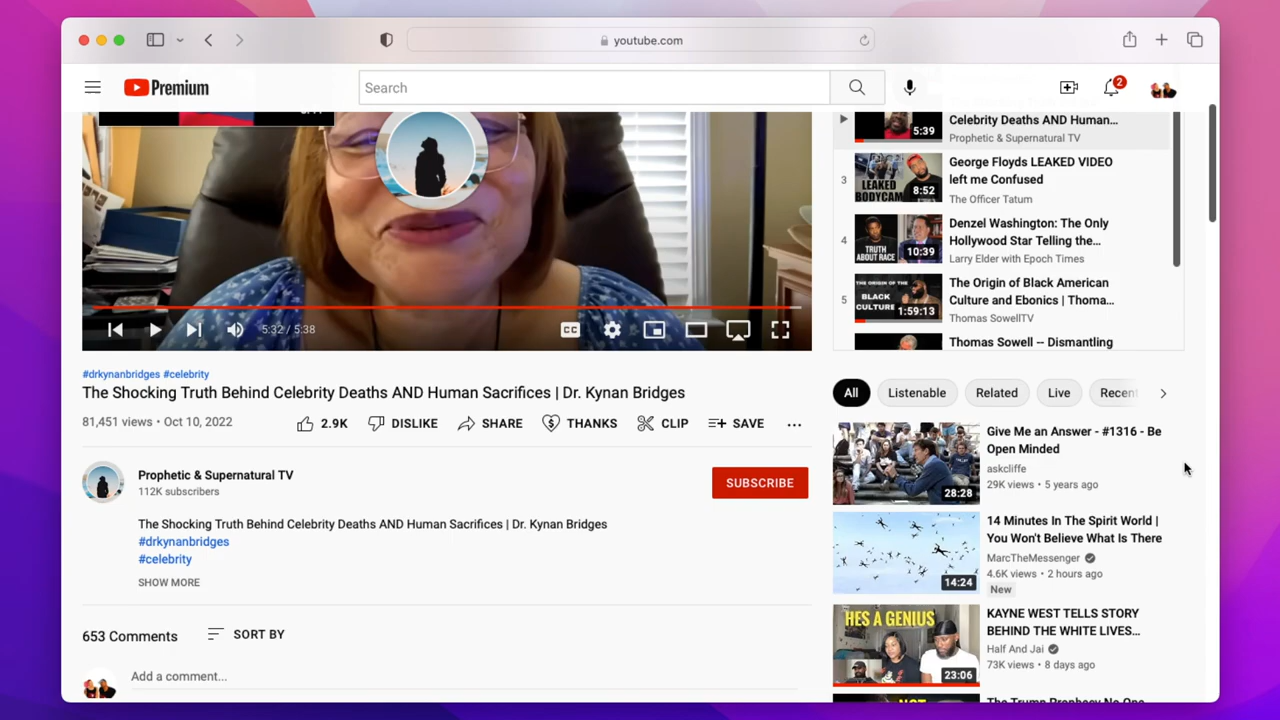 youtube.com
Premium
Search
2
5:32 / 5:38
CC
#drkynanbridges #celebrity
The Shocking Truth Behind Celebrity Deaths AND Human Sacrifices | Dr. Kynan Bridges
81,451 views • Oct 10, 2022
2.9K
DISLIKE
SHARE
THANKS
CLIP
SAVE
Prophetic & Supernatural TV
112K subscribers
SUBSCRIBE
The Shocking Truth Behind Celebrity Deaths AND Human Sacrifices | Dr. Kynan Bridges
#drkynanbridges
#celebrity
SHOW MORE
653 Comments
SORT BY
Add a comment...
5:39
Celebrity Deaths AND Human...
Prophetic & Supernatural TV
3
LEAKED
BODYCAM
8:52
George Floyds LEAKED VIDEO
left me Confused
The Officer Tatum
4
TRUTH
ABOUT RACE
10:39
Denzel Washington: The Only
Hollywood Star Telling the...
Larry Elder with Epoch Times
5
THE ORIGIN OF THE
BLACK
CULTURE
1:59:13
The Origin of Black American
Culture and Ebonics | Thoma...
Thomas SowellTV
Thomas Sowell -- Dismantling
All
Listenable
Related
Live
Recent
28:28
Give Me an Answer - #1316 - Be
Open Minded
askcliffe
29K views • 5 years ago
14:24
14 Minutes In The Spirit World |
You Won't Believe What Is There
MarcTheMessenger
4.6K views • 2 hours ago
New
HES A GENIUS
23:06
KAYNE WEST TELLS STORY
BEHIND THE WHITE LIVES...
Half And Jai
73K views • 8 days ago
The Trump Prophecy No One